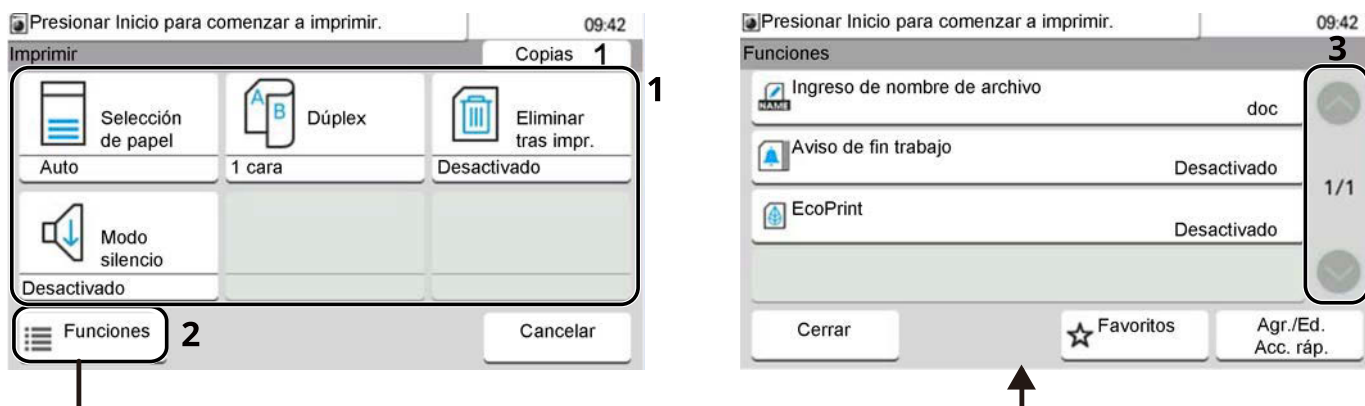 Presionar Inicio para comenzar a imprimir.
09:42
Imprimir
Copias 1
1
Selección
de papel
Auto
A
B
Dúplex
1 cara
Eliminar
tras impr.
Desactivado
Modo
silencio
Desactivado
Funciones
2
Cancelar
Presionar Inicio para comenzar a imprimir.
09:42
Funciones
3
NAME
Ingreso de nombre de archivo
doc
Aviso de fin trabajo
Desactivado
1/1
EcoPrint
Desactivado
Cerrar
Favoritos
Agr./Ed.
Acc. ráp.